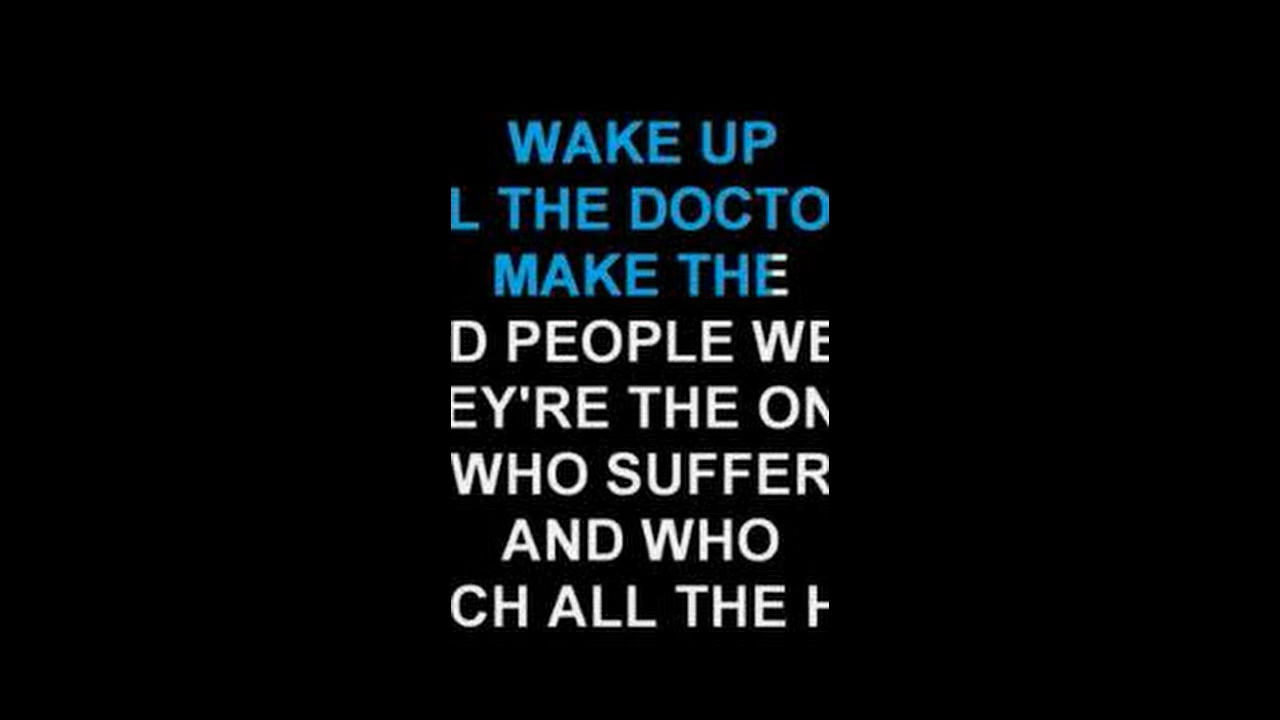 WAKE UP
L THE DOCTO
MAKE THE
D PEOPLE WE
EY'RE THE ON
WHO SUFFER
AND WHO
CH ALL THE H